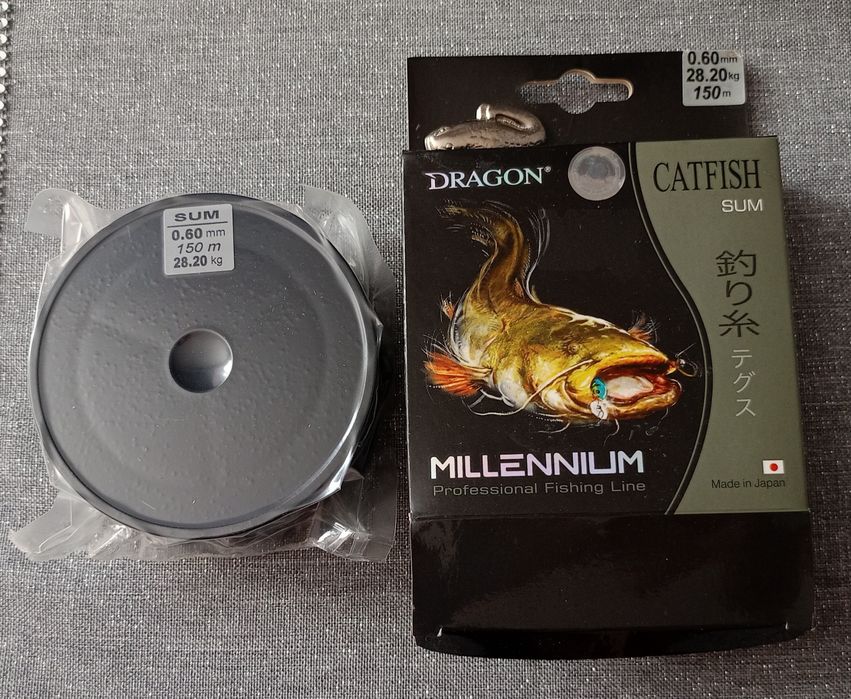 SUM
0.60 mm
150 m
28.20 kg
0.60mm
28.20kg
150 m
DRAGON®
CATFISH
SUM
釣り糸
テグス
MILLENNIUM
Professional Fishing Line
Made in Japan